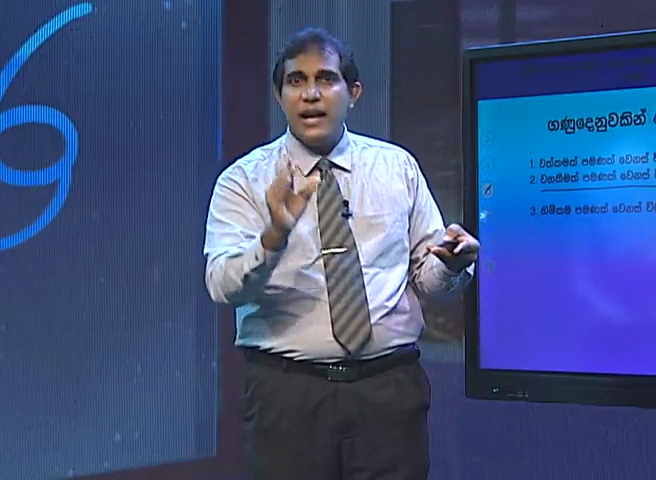 ගණුදෙනුවකින්
1. වත්කමක් පමණක් වෙනස්
2. වගකීමක් පමණක් වෙනස්
3. හිමිකම පමණක් වෙනස්